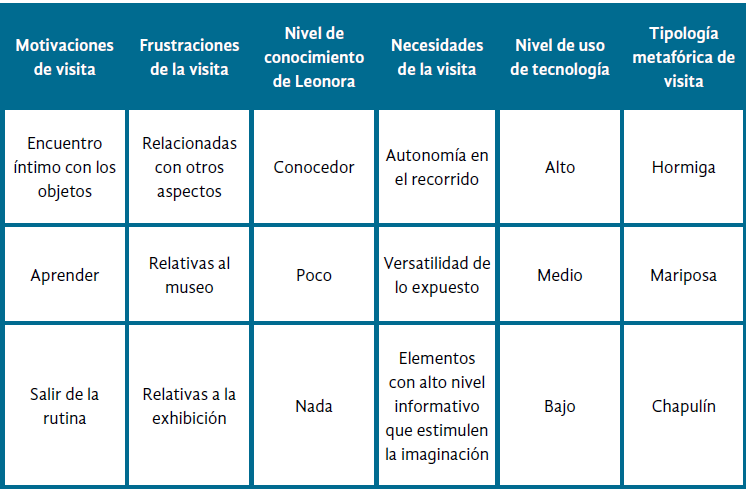 Motivaciones
de visita
Frustraciones
de la visita
Nivel de
conocimiento
de Leonora
Necesidades
de la visita
Nivel de uso
de tecnología
Tipología
metafórica de
visita
Encuentro
íntimo con los
objetos
Relacionadas
con otros
aspectos
Conocedor
Autonomía en
el recorrido
Alto
Hormiga
Aprender
Relativas al
museo
Poco
Versatilidad de
lo expuesto
Medio
Mariposa
Salir de la
rutina
Relativas a la
exhibición
Nada
Elementos
con alto nivel
informativo
que estimulen
la imaginación
Bajo
Chapulín